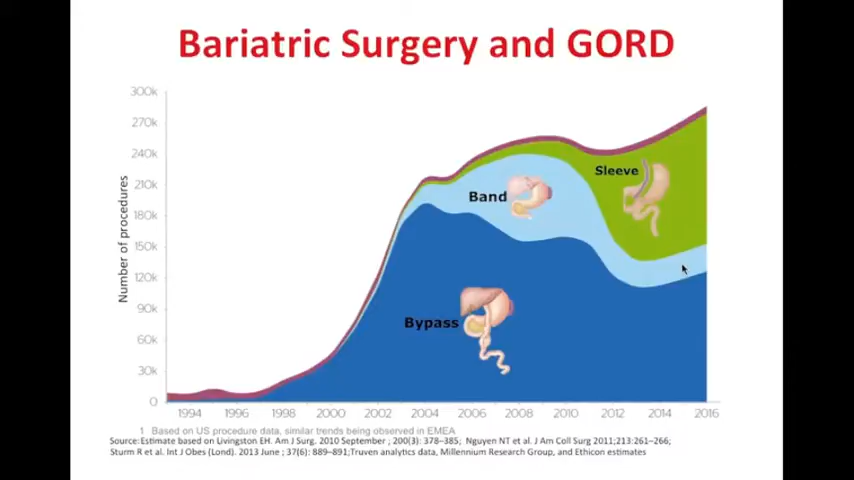 Bariatric Surgery and GORD
300k
270k
240k
210k
180k
150k
120k
90k
60k
30k
0
Number of procedures
Sleeve
Band
Bypass
1994 1996 1998 2000 2002 2004 2006 2008 2010 2012 2014 2016
1 Based on US procedure data, similar trends being observed in EMEA
Source:Estimate based on Livingston EH. Am J Surg. 2010 September ; 200(3): 378–385; Nguyen NT et al. J Am Coll Surg 2011;213:261–266;
Sturm R et al. Int J Obes (Lond). 2013 June ; 37(6): 889–891;Truven analytics data, Millennium Research Group, and Ethicon estimates